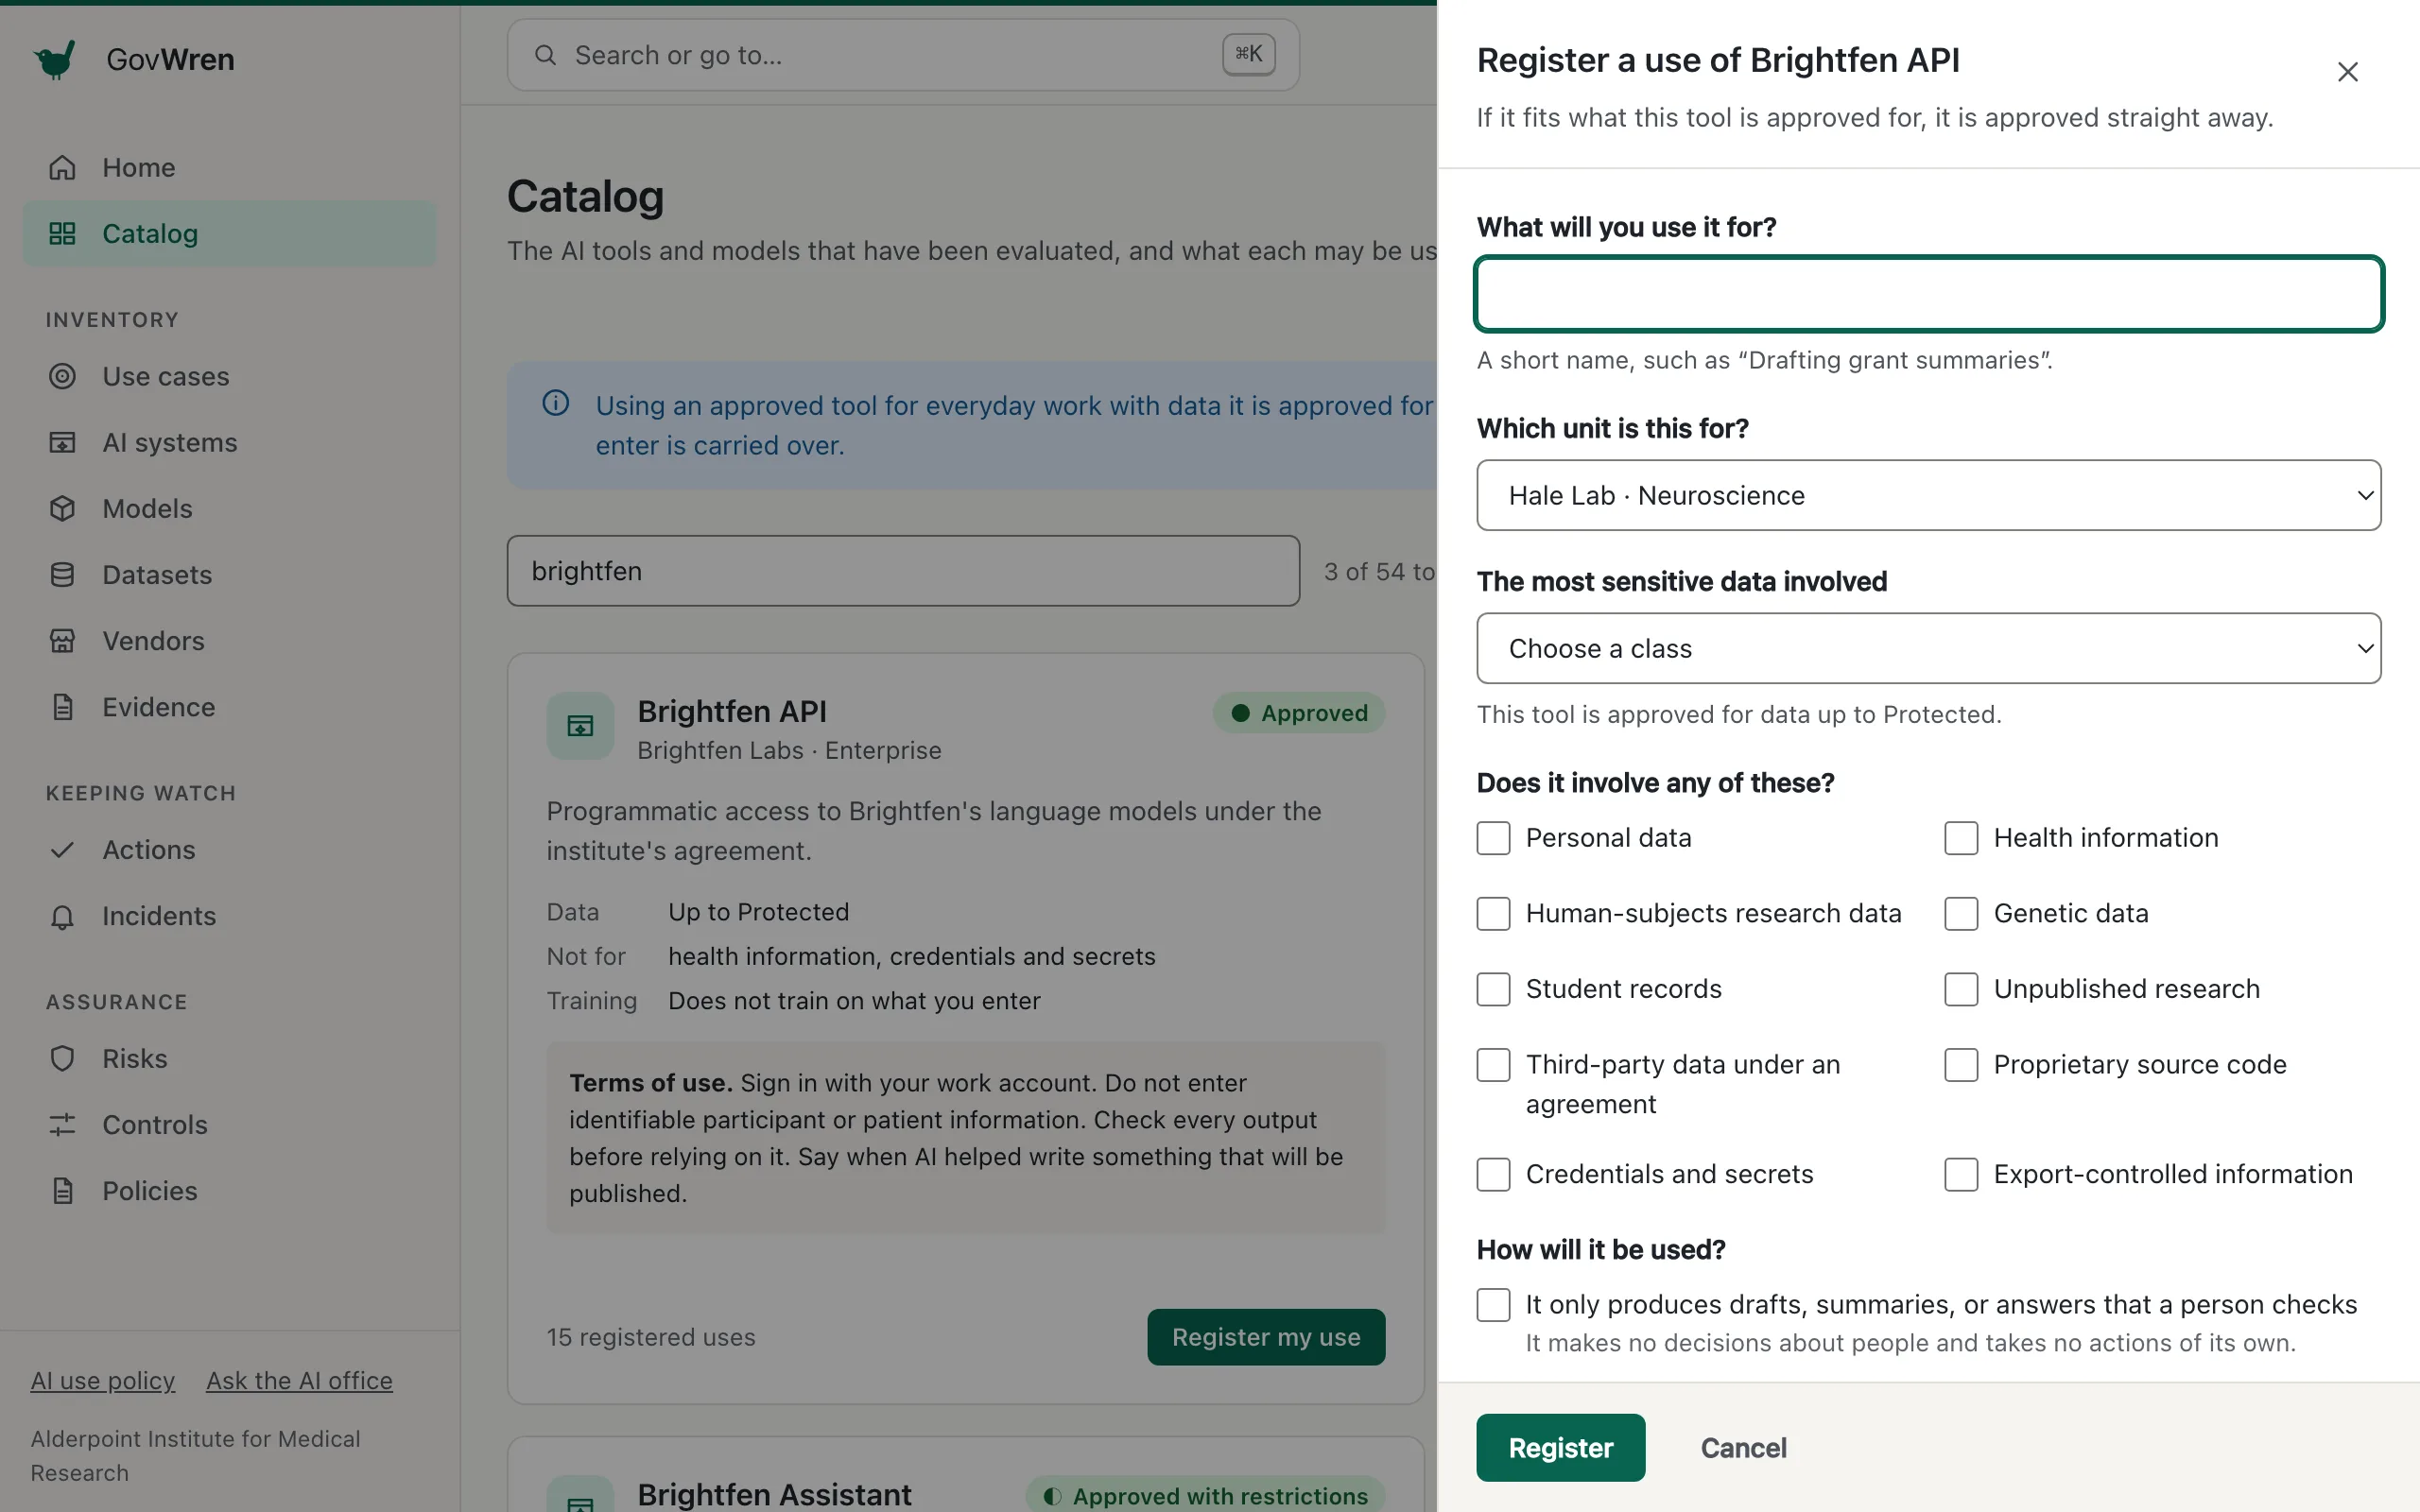 GovWren
Home
Catalog
INVENTORY
Use cases
AI systems
Models
Datasets
Vendors
Evidence
KEEPING WATCH
Actions
Incidents
ASSURANCE
Risks
Controls
Policies
AI use policy
Ask the AI office
Alderpoint Institute for Medical
Research
Search or go to...
⌘K
Catalog
The AI tools and models that have been evaluated, and what each may be us
Using an approved tool for everyday work with data it is approved for
enter is carried over.
brightfen
3 of 54 to
Brightfen API
Approved
Brightfen Labs · Enterprise
Programmatic access to Brightfen's language models under the
institute's agreement.
Data Up to Protected
Not for health information, credentials and secrets
Training Does not train on what you enter
Terms of use. Sign in with your work account. Do not enter
identifiable participant or patient information. Check every output
before relying on it. Say when AI helped write something that will be
published.
15 registered uses
Register my use
Brightfen Assistant
Approved with restrictions
Register a use of Brightfen API
If it fits what this tool is approved for, it is approved straight away.
What will you use it for?
A short name, such as “Drafting grant summaries”.
Which unit is this for?
Hale Lab · Neuroscience
The most sensitive data involved
Choose a class
This tool is approved for data up to Protected.
Does it involve any of these?
Personal data
Health information
Human-subjects research data
Genetic data
Student records
Unpublished research
Third-party data under an
agreement
Proprietary source code
Credentials and secrets
Export-controlled information
How will it be used?
It only produces drafts, summaries, or answers that a person checks
It makes no decisions about people and takes no actions of its own.
Register
Cancel